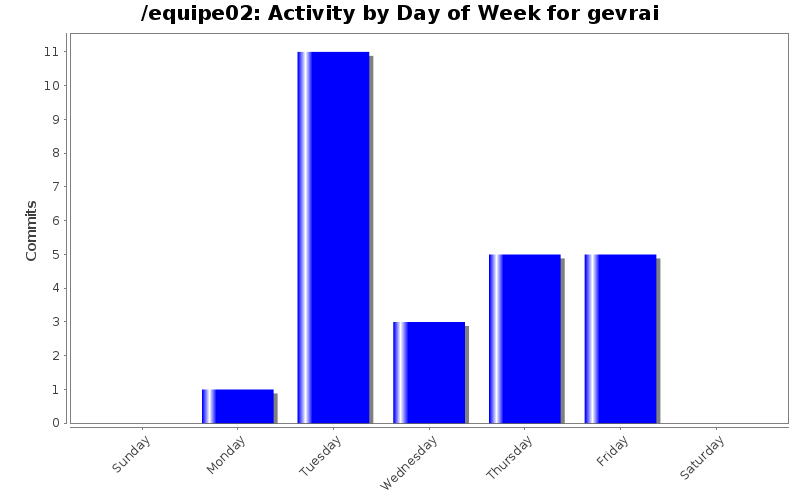 /equipe02: Activity by Day of Week for gevrai
Commits
11
10
9
8
7
6
5
4
3
2
1
0
Sunday
Monday
Tuesday
Wednesday
Thursday
Friday
Saturday